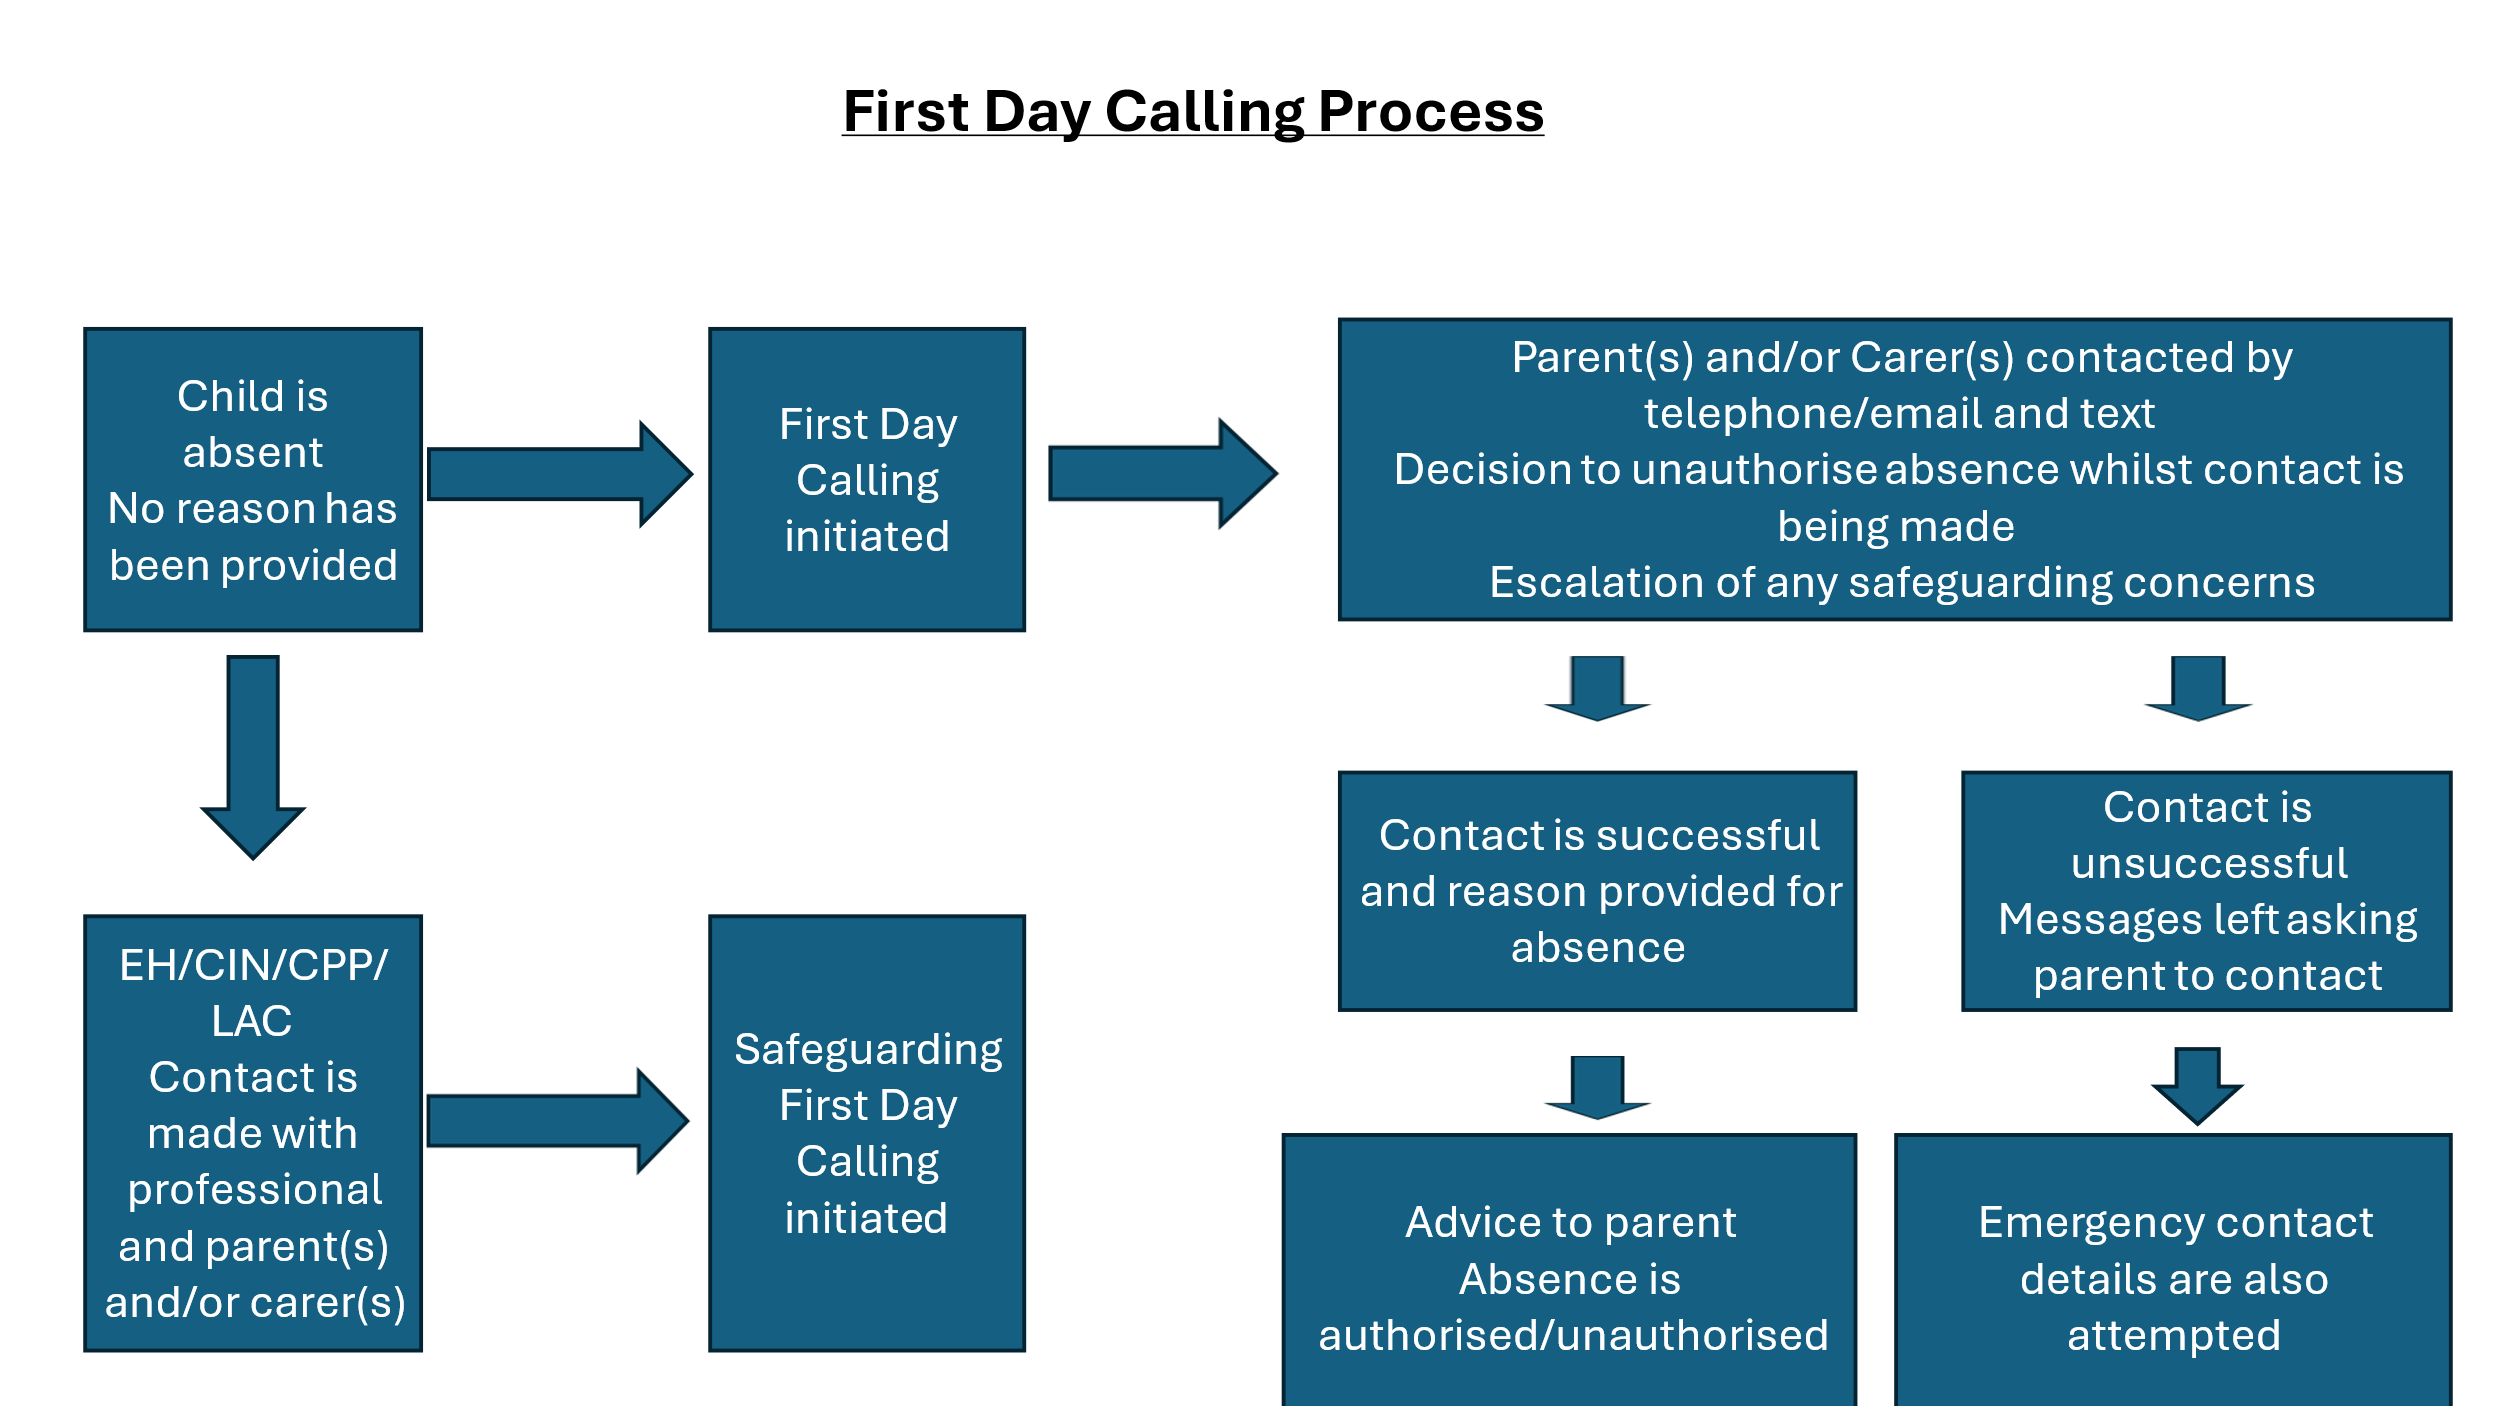 First Day Calling Process
Child is
absent
No reason has
been provided
First Day
Calling
initiated
Parent(s) and/or Carer(s) contacted by
telephone/email and text
Decision to unauthorise absence whilst contact is
being made
Escalation of any safeguarding concerns
EH/CIN/CPP/
LAC
Contact is
made with
professional
and parent(s)
and/or carer(s)
Safeguarding
First Day
Calling
initiated
Contact is successful
and reason provided for
absence
Contact is
unsuccessful
Messages left asking
parent to contact
Advice to parent
Absence is
authorised/unauthorised
Emergency contact
details are also
attempted